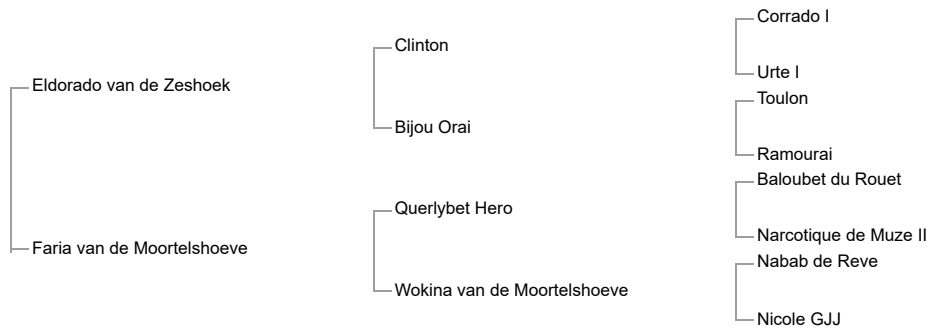 Corrado I
Clinton
Urte I
Eldorado van de Zeshoek
Toulon
Bijou Orai
Ramourai
Baloubet du Rouet
Querlybet Hero
Narcotique de Muze II
Faria van de Moortelshoeve
Nabab de Reve
Wokina van de Moortelshoeve
Nicole GJJ